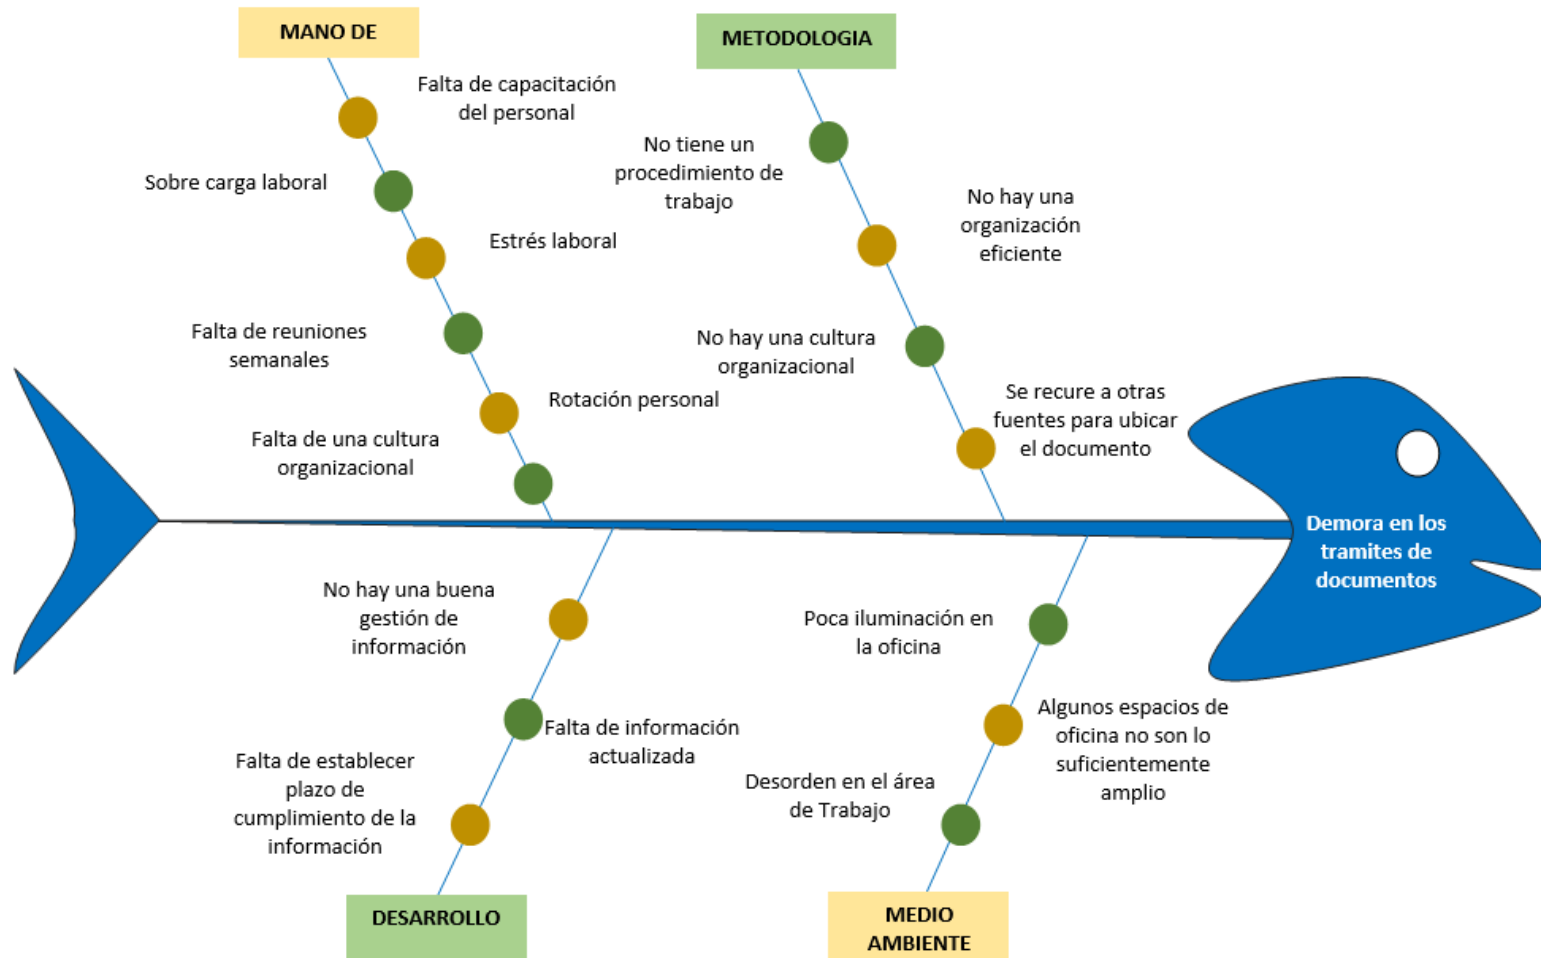 MANO DE
Falta de capacitación
del personal
Sobre carga laboral
Estrés laboral
Falta de reuniones
semanales
Rotación personal
Falta de una cultura
organizacional
METODOLOGIA
No tiene un
procedimiento de
trabajo
No hay una
organización
eficiente
No hay una cultura
organizacional
Se recure a otras
fuentes para ubicar
el documento
Demora en los
tramites de
documentos
No hay una buena
gestión de
información
Falta de información
actualizada
Falta de establecer
plazo de
cumplimiento de la
información
DESARROLLO
Poca iluminación en
la oficina
Algunos espacios de
oficina no son lo
suficientemente
amplio
Desorden en el área
de Trabajo
MEDIO
AMBIENTE